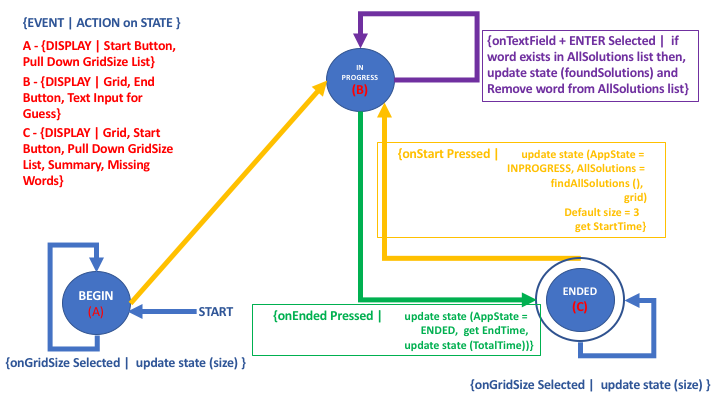 {EVENT | ACTION on STATE }
A - {DISPLAY | Start Button,
Pull Down GridSize List}
B - {DISPLAY | Grid, End
Button, Text Input for
Guess}
C - {DISPLAY | Grid, Start
Button, Pull Down GridSize
List, Summary, Missing
Words}
IN
PROGRESS
(B)
{onTextField + ENTER Selected | if
word exists in AllSolutions list then,
update state (foundSolutions) and
Remove word from AllSolutions list}
{onStart Pressed | update state (AppState =
INPROGRESS, AllSolutions =
findAllSolutions (),
grid)
Default size = 3
get StartTime}
BEGIN
(A)
START
ENDED
(C)
{onEnded Pressed | update state (AppState =
ENDED, get EndTime,
update state (TotalTime))}
{onGridSize Selected | update state (size) }
{onGridSize Selected | update state (size) }